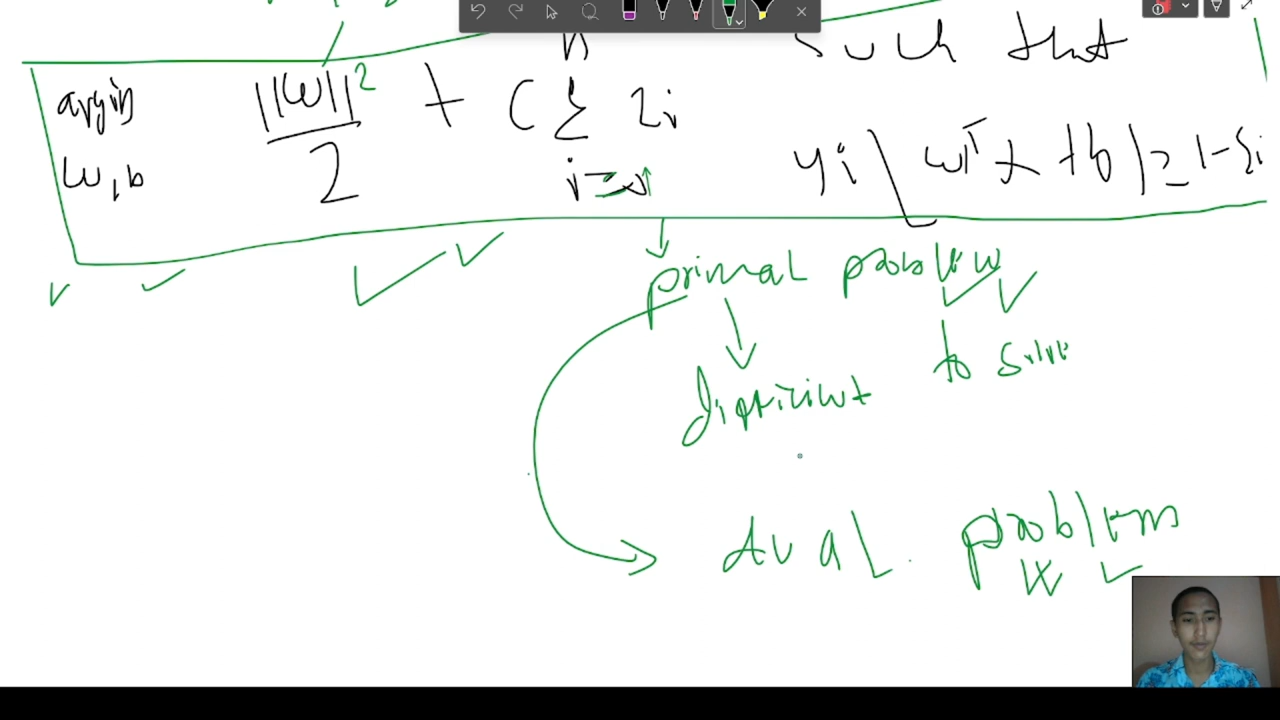 n such that
argmin ||w||² + C Σ ξi yi (wᵀx + b) ≥ 1 - ξi
w,b 2 i=1
primal problem
to solve
difficult
dual problem